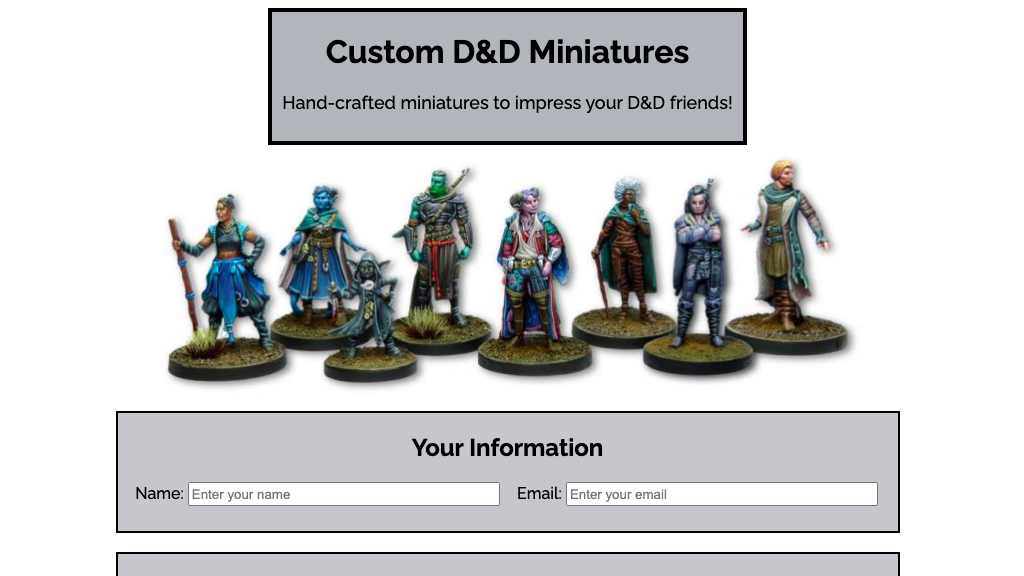 Custom D&D Miniatures
Hand-crafted miniatures to impress your D&D friends!
Your Information
Name: Enter your name Email: Enter your email